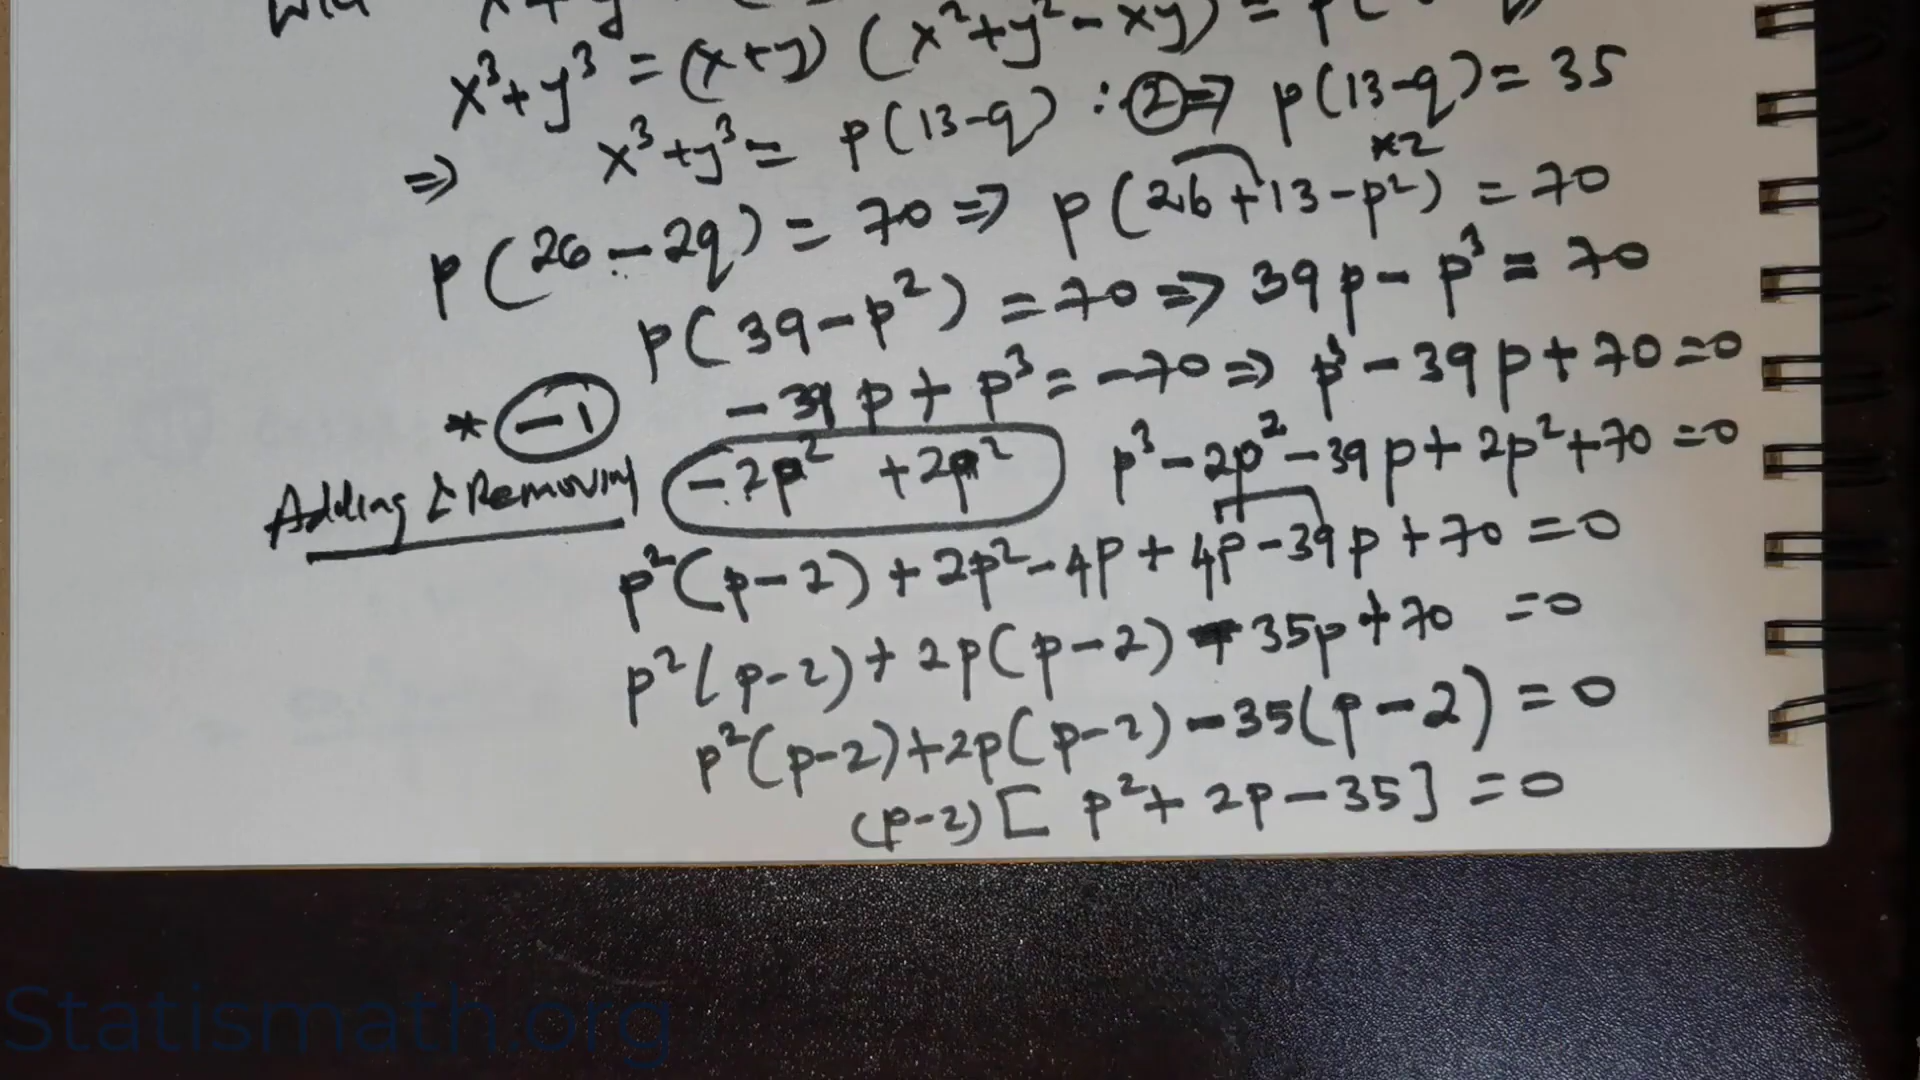 x³+y³ = (x+y) (x²+y²-xy) = p(
⇒ x³+y³ = p(13-q) : ②⇒ p(13-q) = 35
×2
p(26-2q) = 70 ⇒ p(26+13-p²) = 70
p(39-p²) = 70 ⇒ 39p - p³ = 70
* -1 -39p + p³ = -70 ⇒ p³ - 39p + 70 = 0
Adding & Removing -2p² +2p² p³ - 2p² - 39p + 2p² + 70 = 0
p²(p-2) + 2p² - 4p + 4p - 39p + 70 = 0
p²(p-2) + 2p(p-2) - 35p + 70 = 0
p²(p-2) + 2p(p-2) - 35(p-2) = 0
(p-2) [ p² + 2p - 35 ] = 0
Statismath.org